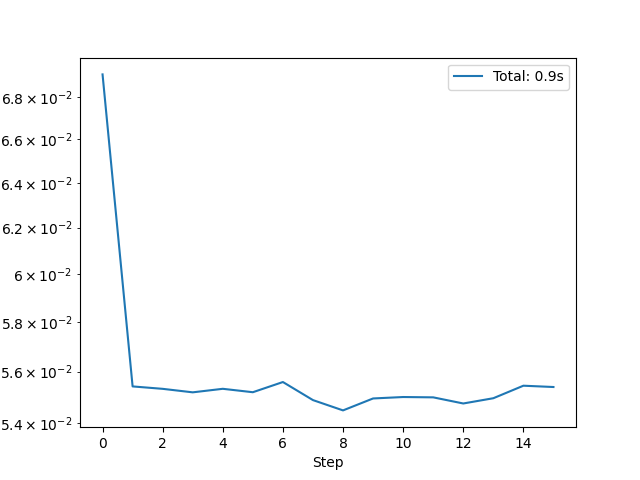 Total: 0.9s
6.8 × 10⁻²
6.6 × 10⁻²
6.4 × 10⁻²
6.2 × 10⁻²
6 × 10⁻²
5.8 × 10⁻²
5.6 × 10⁻²
5.4 × 10⁻²
0 2 4 6 8 10 12 14
Step